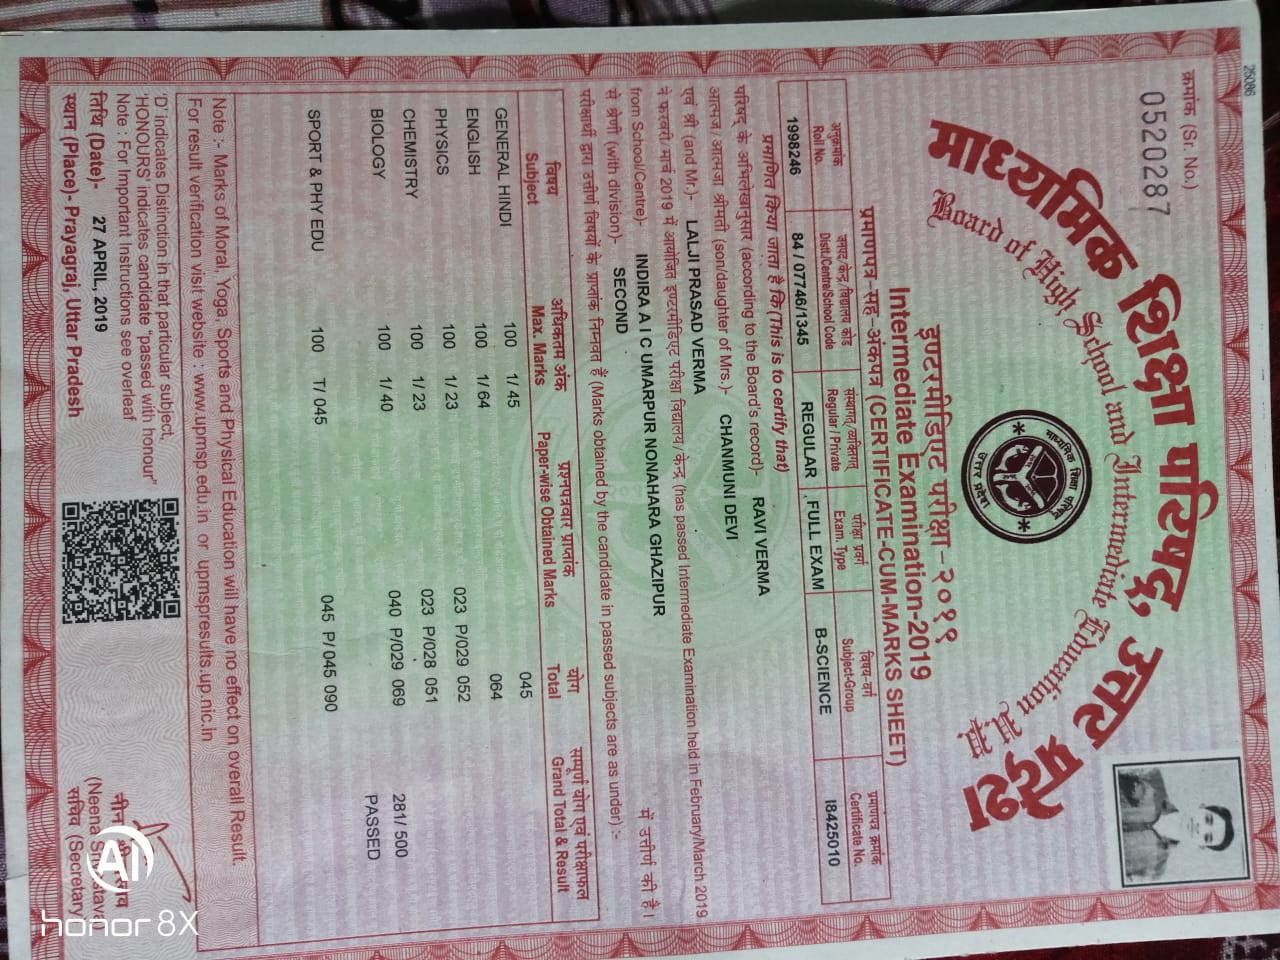 25086
क्रमांक (Sr. No.)
0520287
माध्यमिक शिक्षा परिषद्, उत्तर प्रदेश
Board of High School and Intermediate Education U.P.
माध्यमिक शिक्षा परिषद
उत्तर प्रदेश
इण्टरमीडिएट परीक्षा-२०१९
Intermediate Examination-2019
प्रमाणपत्र-सह-अंकपत्र (CERTIFICATE-CUM-MARKS SHEET)
अनुक्रमांक जनपद/केन्द्र/विद्यालय कोड संस्थागत/व्यक्तिगत परीक्षा प्रवर्ग विषय-वर्ग प्रमाणपत्र क्रमांक
Roll No. Distt./Centre/School Code Regular / Private Exam. Type Subject-Group Certificate No.
1998246 84 / 07746/1345 REGULAR FULL EXAM B-SCIENCE I8425010
प्रमाणित किया जाता है कि (This is to certify that)
परिषद के अभिलेखानुसार (according to the Board's record)- RAVI VERMA
आत्मज / आत्मजा श्रीमती (son/daughter of Mrs.)- CHANMUNI DEVI
एवं श्री (and Mr.)- LALJI PRASAD VERMA
ने फरवरी/ मार्च 2019 में आयोजित इण्टरमीडिएट परीक्षा विद्यालय/ केन्द्र (has passed Intermediate Examination held in February/March 2019
from School/Centre)- INDIRA A I C UMARPUR NONAHARA GHAZIPUR
से श्रेणी (with division)- SECOND में उत्तीर्ण की है।
परीक्षार्थी द्वारा उत्तीर्ण विषयों के प्राप्तांक निम्नवत हैं (Marks obtained by the candidate in passed subjects are as under) :-
विषय अधिकतम अंक प्रश्नपत्रवार प्राप्तांक योग सम्पूर्ण योग एवं परीक्षाफल
Subject Max. Marks Paper-wise Obtained Marks Total Grand Total & Result
GENERAL HINDI 100 1/ 45 045
ENGLISH 100 1/ 64 064
PHYSICS 100 1/ 23 023 P/029 052
CHEMISTRY 100 1/ 23 023 P/028 051
BIOLOGY 100 1/ 40 040 P/029 069 281/ 500
PASSED
SPORT & PHY EDU 100 T/ 045 045 P/ 045 090
Note :- Marks of Moral, Yoga, Sports and Physical Education will have no effect on overall Result.
For result verification visit website : www.upmsp.edu.in or upmspresults.up.nic.in
'D' indicates Distinction in that particular subject,
'HONOURS' indicates candidate "passed with honour"
Note : For Important Instructions see overleaf
तिथि (Date)- 27 APRIL, 2019
स्थान (Place)- Prayagraj, Uttar Pradesh
(Neena
सचिव (Secretary
AI
honor 8X